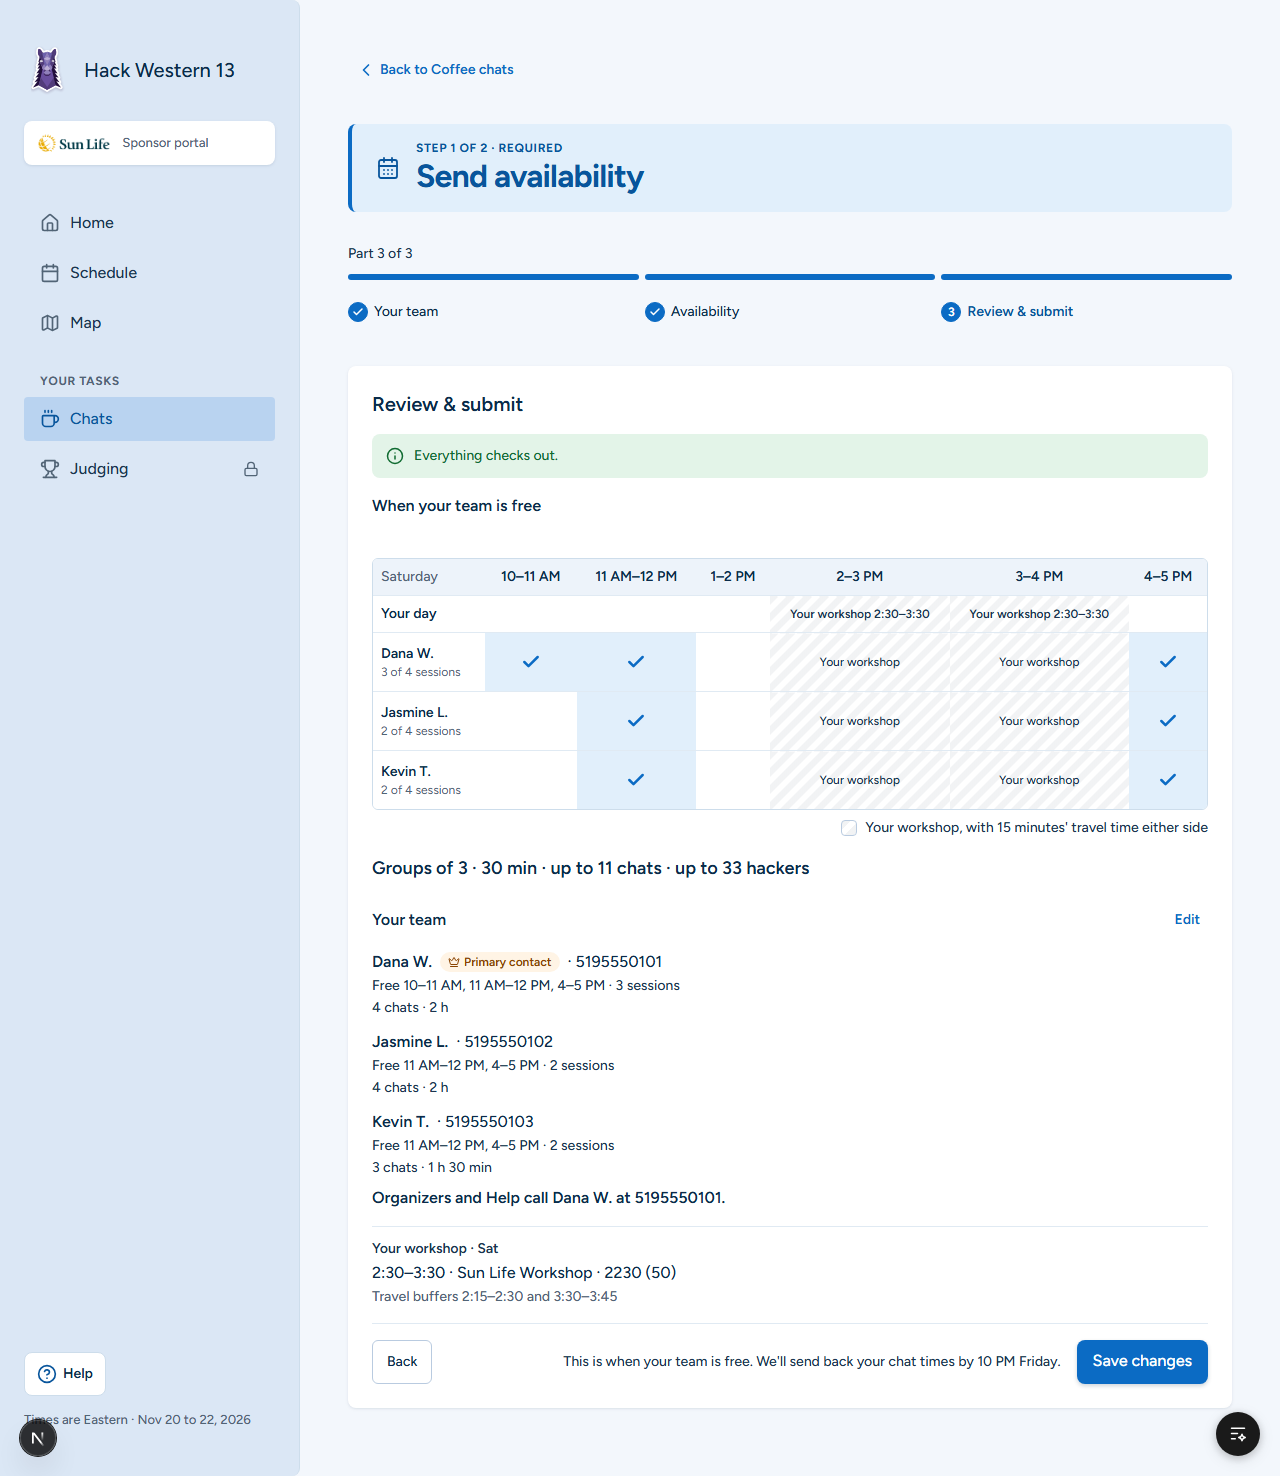 Hack Western 13
Sun Life Sponsor portal
Home
Schedule
Map
YOUR TASKS
Chats
Judging
Help
Times are Eastern · Nov 20 to 22, 2026
N
Back to Coffee chats
STEP 1 OF 2 · REQUIRED
Send availability
Part 3 of 3
Your team
Availability
3 Review & submit
Review & submit
Everything checks out.
When your team is free
Saturday 10–11 AM 11 AM–12 PM 1–2 PM 2–3 PM 3–4 PM 4–5 PM
Your day Your workshop 2:30–3:30 Your workshop 2:30–3:30
Dana W.
3 of 4 sessions
Your workshop Your workshop
Jasmine L.
2 of 4 sessions
Your workshop Your workshop
Kevin T.
2 of 4 sessions
Your workshop Your workshop
Your workshop, with 15 minutes' travel time either side
Groups of 3 · 30 min · up to 11 chats · up to 33 hackers
Your team Edit
Dana W. Primary contact · 5195550101
Free 10–11 AM, 11 AM–12 PM, 4–5 PM · 3 sessions
4 chats · 2 h
Jasmine L. · 5195550102
Free 11 AM–12 PM, 4–5 PM · 2 sessions
4 chats · 2 h
Kevin T. · 5195550103
Free 11 AM–12 PM, 4–5 PM · 2 sessions
3 chats · 1 h 30 min
Organizers and Help call Dana W. at 5195550101.
Your workshop · Sat
2:30–3:30 · Sun Life Workshop · 2230 (50)
Travel buffers 2:15–2:30 and 3:30–3:45
Back This is when your team is free. We'll send back your chat times by 10 PM Friday. Save changes